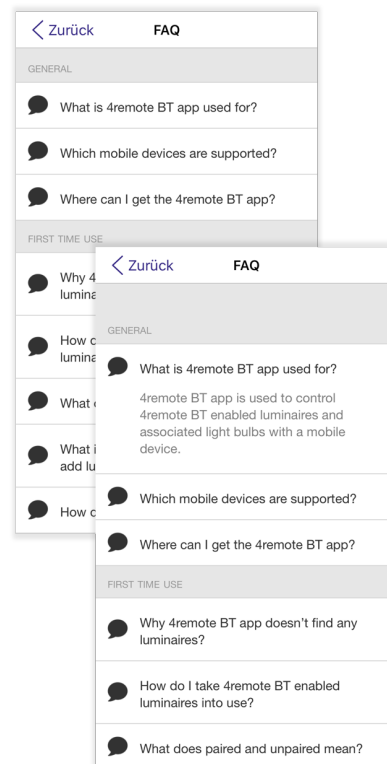 Zurück FAQ
GENERAL
What is 4remote BT app used for?
Which mobile devices are supported?
Where can I get the 4remote BT app?
FIRST TIME USE
Why
lumina
How
lumina
What
What
add lu
How
Zurück FAQ
GENERAL
What is 4remote BT app used for?
4remote BT app is used to control
4remote BT enabled luminaires and
associated light bulbs with a mobile
device.
Which mobile devices are supported?
Where can I get the 4remote BT app?
FIRST TIME USE
Why 4remote BT app doesn't find any
luminaires?
How do I take 4remote BT enabled
luminaires into use?
What does paired and unpaired mean?